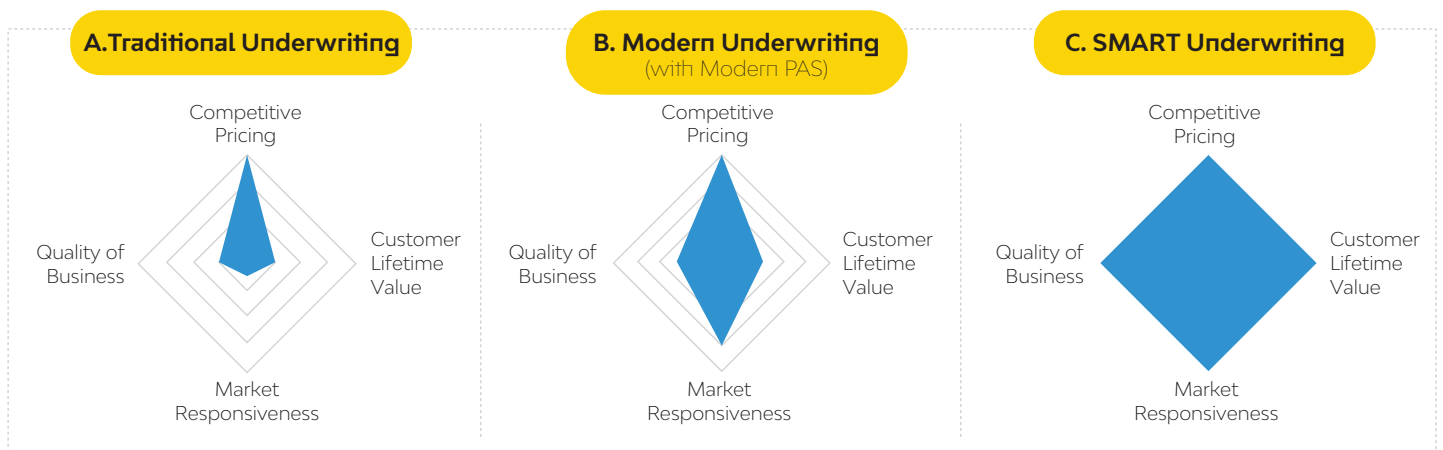 A.Traditional Underwriting
Competitive
Pricing
Quality of
Business
Customer
Lifetime
Value
Market
Responsiveness
B. Modern Underwriting
(with Modern PAS)
Competitive
Pricing
Quality of
Business
Customer
Lifetime
Value
Market
Responsiveness
C. SMART Underwriting
Competitive
Pricing
Quality of
Business
Customer
Lifetime
Value
Market
Responsiveness